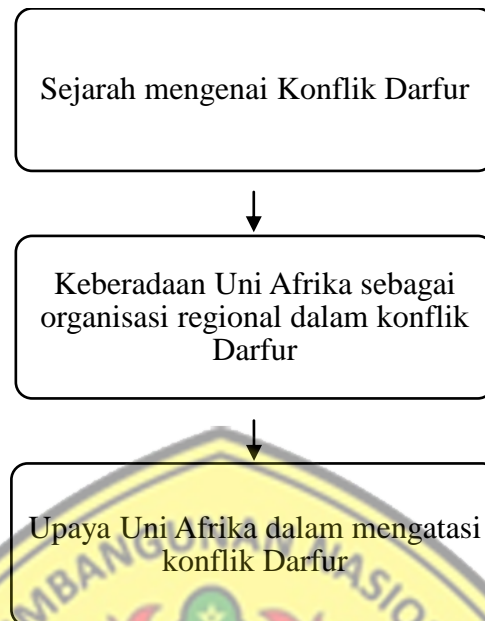 Sejarah mengenai Konflik Darfur
Keberadaan Uni Afrika sebagai
organisasi regional dalam konflik
Darfur
Upaya Uni Afrika dalam mengatasi
konflik Darfur